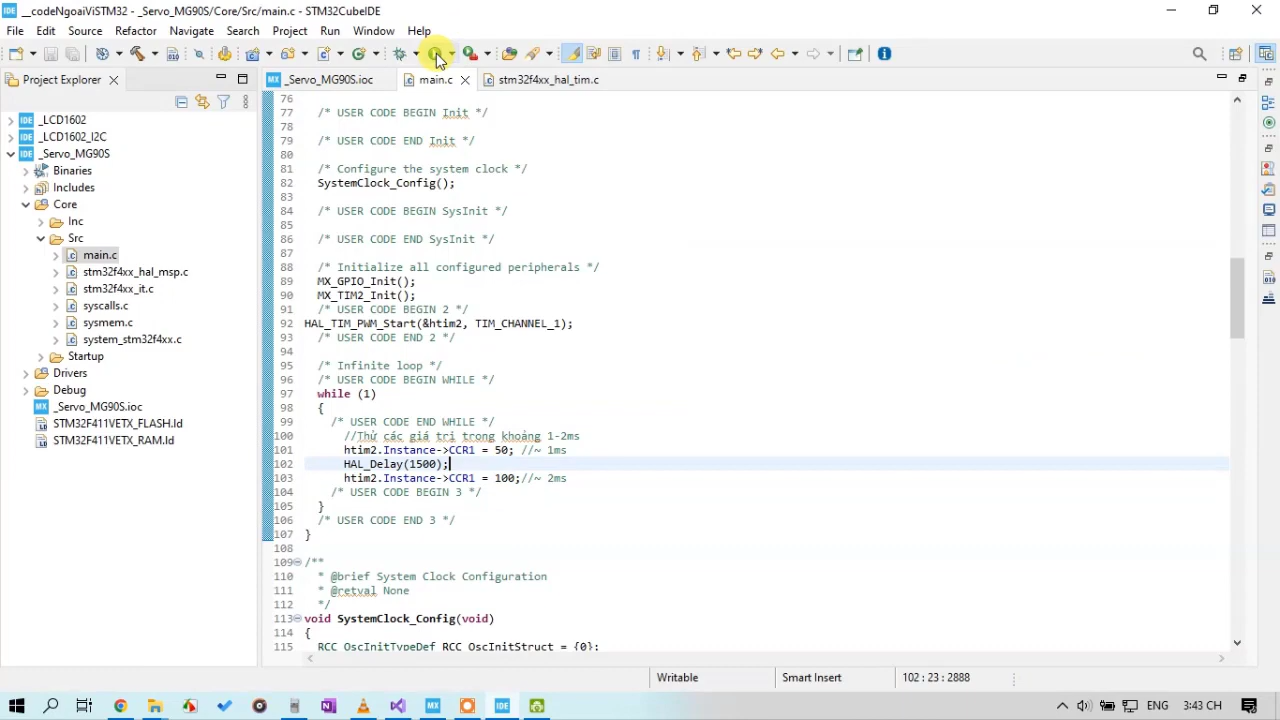 __codeNgoaiViSTM32 - _Servo_MG90S/Core/Src/main.c - STM32CubeIDE
File Edit Source Refactor Navigate Search Project Run Window Help
Project Explorer
_Servo_MG90S.ioc
main.c
stm32f4xx_hal_tim.c
_LCD1602
_LCD1602_I2C
_Servo_MG90S
Binaries
Includes
Core
Inc
Src
main.c
stm32f4xx_hal_msp.c
stm32f4xx_it.c
syscalls.c
sysmem.c
system_stm32f4xx.c
Startup
Drivers
Debug
_Servo_MG90S.ioc
STM32F411VETX_FLASH.ld
STM32F411VETX_RAM.ld
76
77 /* USER CODE BEGIN Init */
78
79 /* USER CODE END Init */
80
81 /* Configure the system clock */
82 SystemClock_Config();
83
84 /* USER CODE BEGIN SysInit */
85
86 /* USER CODE END SysInit */
87
88 /* Initialize all configured peripherals */
89 MX_GPIO_Init();
90 MX_TIM2_Init();
91 /* USER CODE BEGIN 2 */
92 HAL_TIM_PWM_Start(&htim2, TIM_CHANNEL_1);
93 /* USER CODE END 2 */
94
95 /* Infinite loop */
96 /* USER CODE BEGIN WHILE */
97 while (1)
98 {
99 /* USER CODE END WHILE */
100 //Thử các giá trị trong khoảng 1-2ms
101 htim2.Instance->CCR1 = 50; //~ 1ms
102 HAL_Delay(1500);
103 htim2.Instance->CCR1 = 100;//~ 2ms
104 /* USER CODE BEGIN 3 */
105 }
106 /* USER CODE END 3 */
107 }
108
109 /**
110 * @brief System Clock Configuration
111 * @retval None
112 */
113 void SystemClock_Config(void)
114 {
115 RCC_OscInitTypeDef RCC_OscInitStruct = {0};
Writable
Smart Insert
102 : 23 : 2888
ENG
3:43 CH